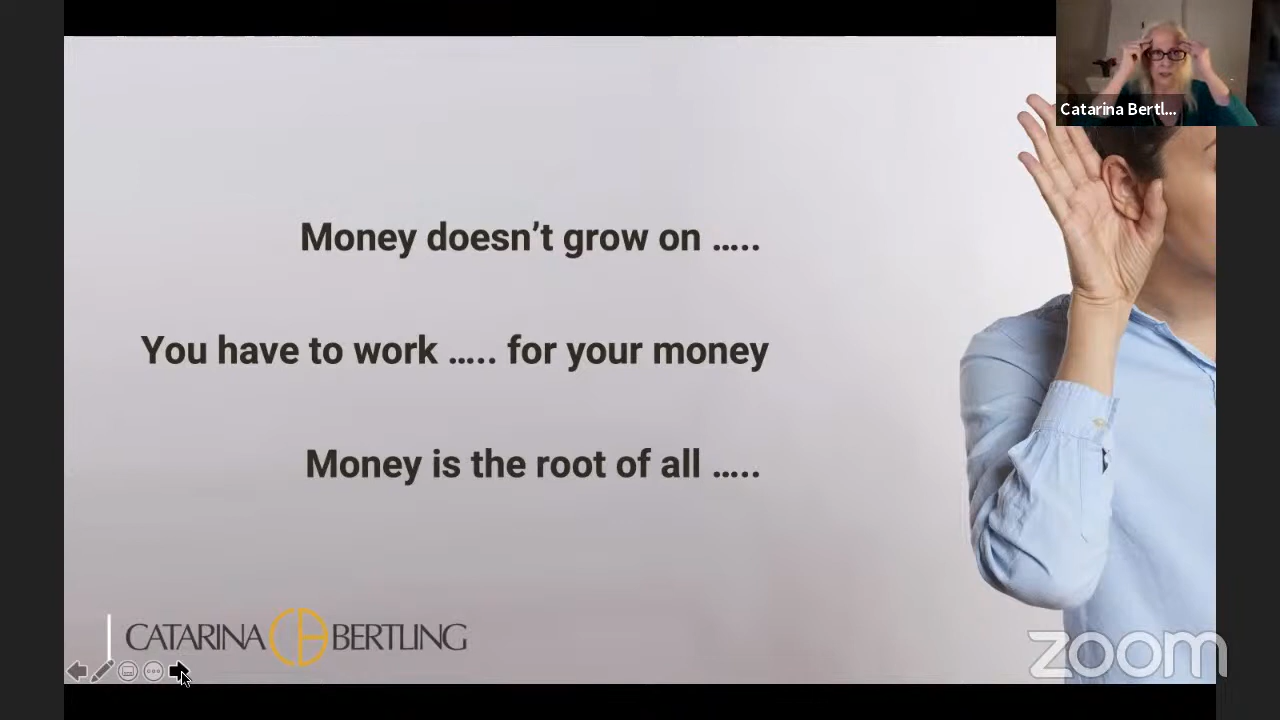 Catarina Bertl...
Money doesn’t grow on .....
You have to work ..... for your money
Money is the root of all .....
CATARINA CB BERTLING
zoom